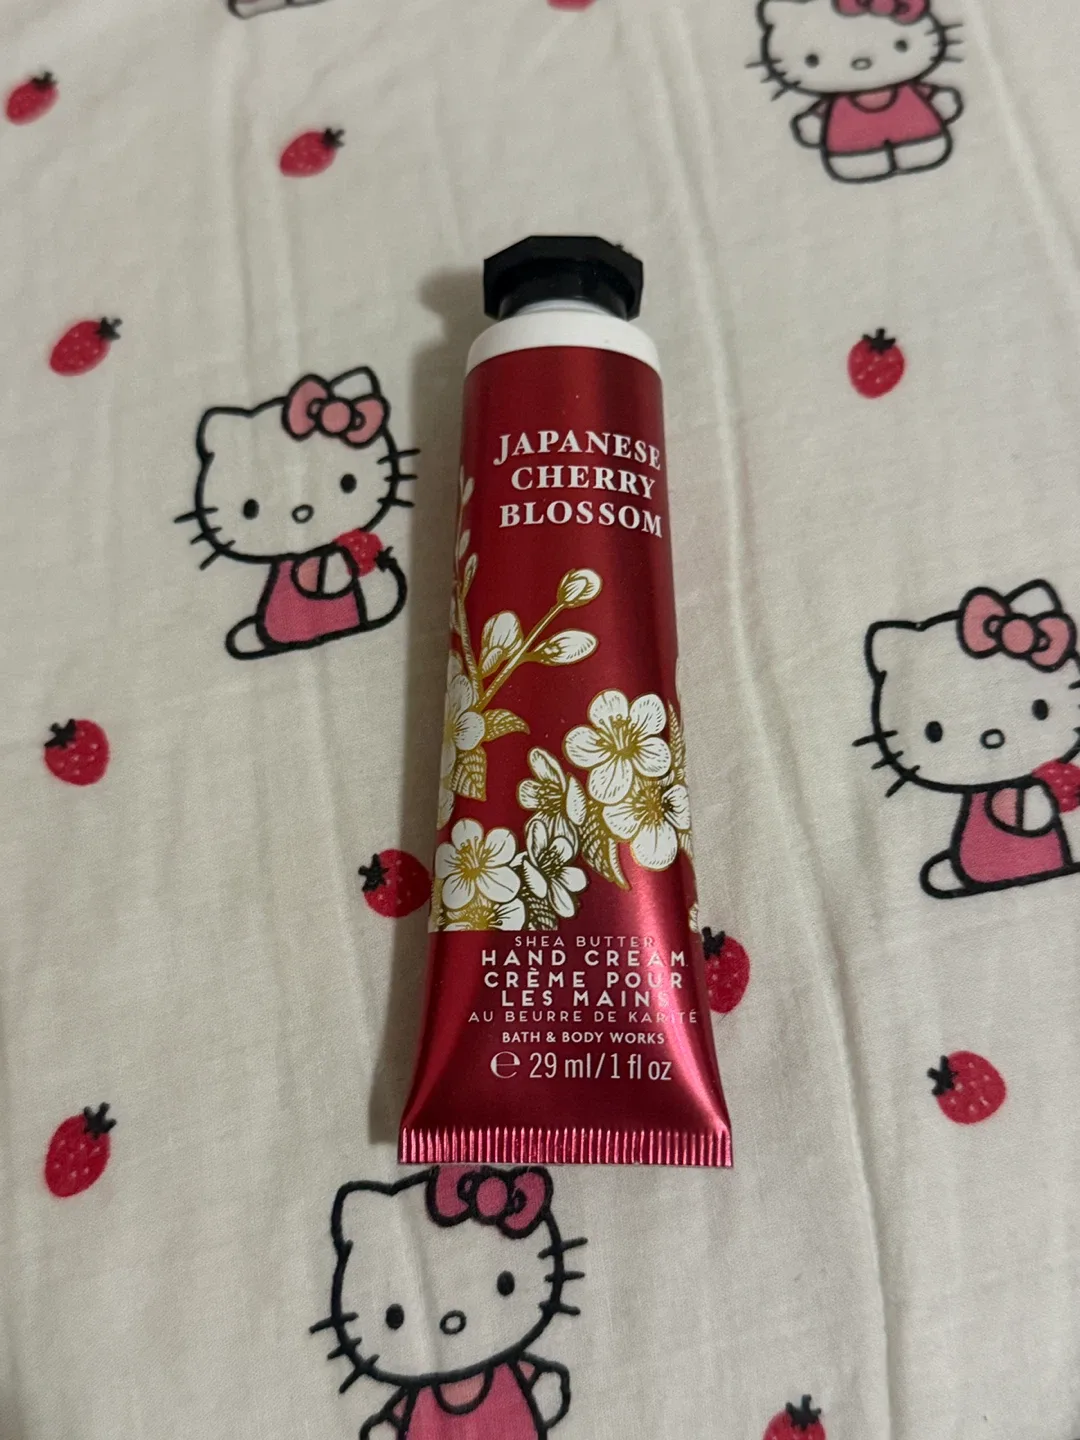 JAPANESE
CHERRY
BLOSSOM
SHEA BUTTER
HAND CREAM
CRÈME POUR
LES MAINS
AU BEURRE DE KARITÉ
BATH & BODY WORKS
℮ 29 ml/1 fl oz